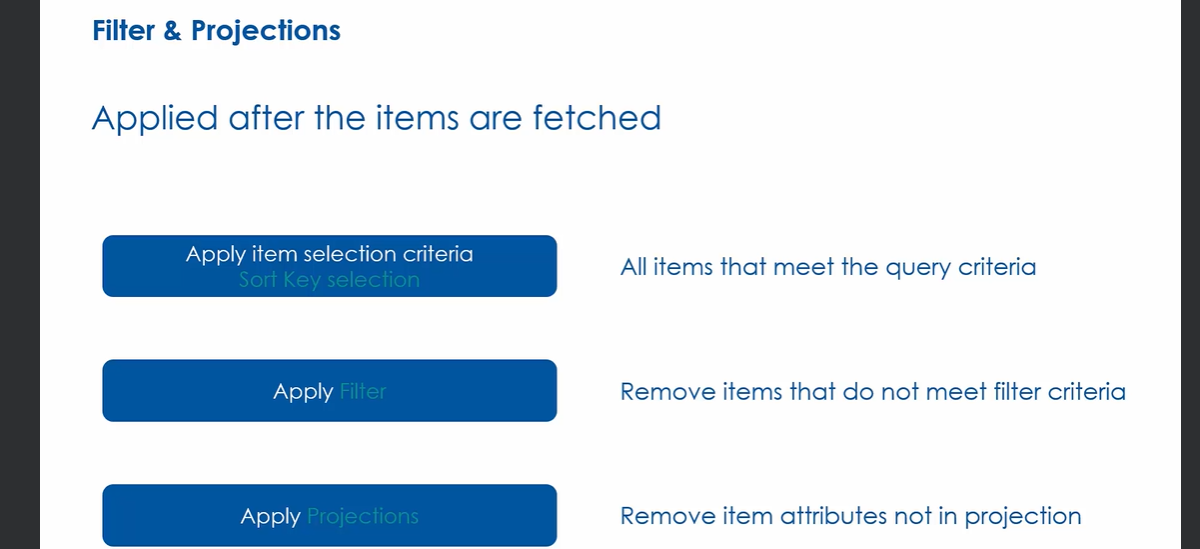 Filter & Projections
Applied after the items are fetched
Apply item selection criteria
Sort Key selection
All items that meet the query criteria
Apply Filter
Remove items that do not meet filter criteria
Apply Projections
Remove item attributes not in projection